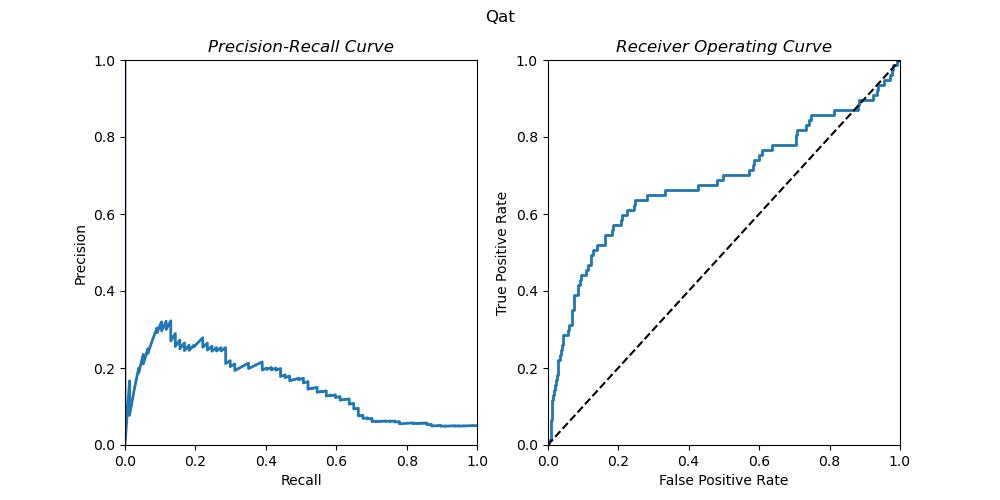 Qat
Precision-Recall Curve
Receiver Operating Curve
1.0
0.8
0.6
0.4
0.2
0.0
Precision
0.0 0.2 0.4 0.6 0.8 1.0
Recall
1.0
0.8
0.6
0.4
0.2
0.0
True Positive Rate
0.0 0.2 0.4 0.6 0.8 1.0
False Positive Rate